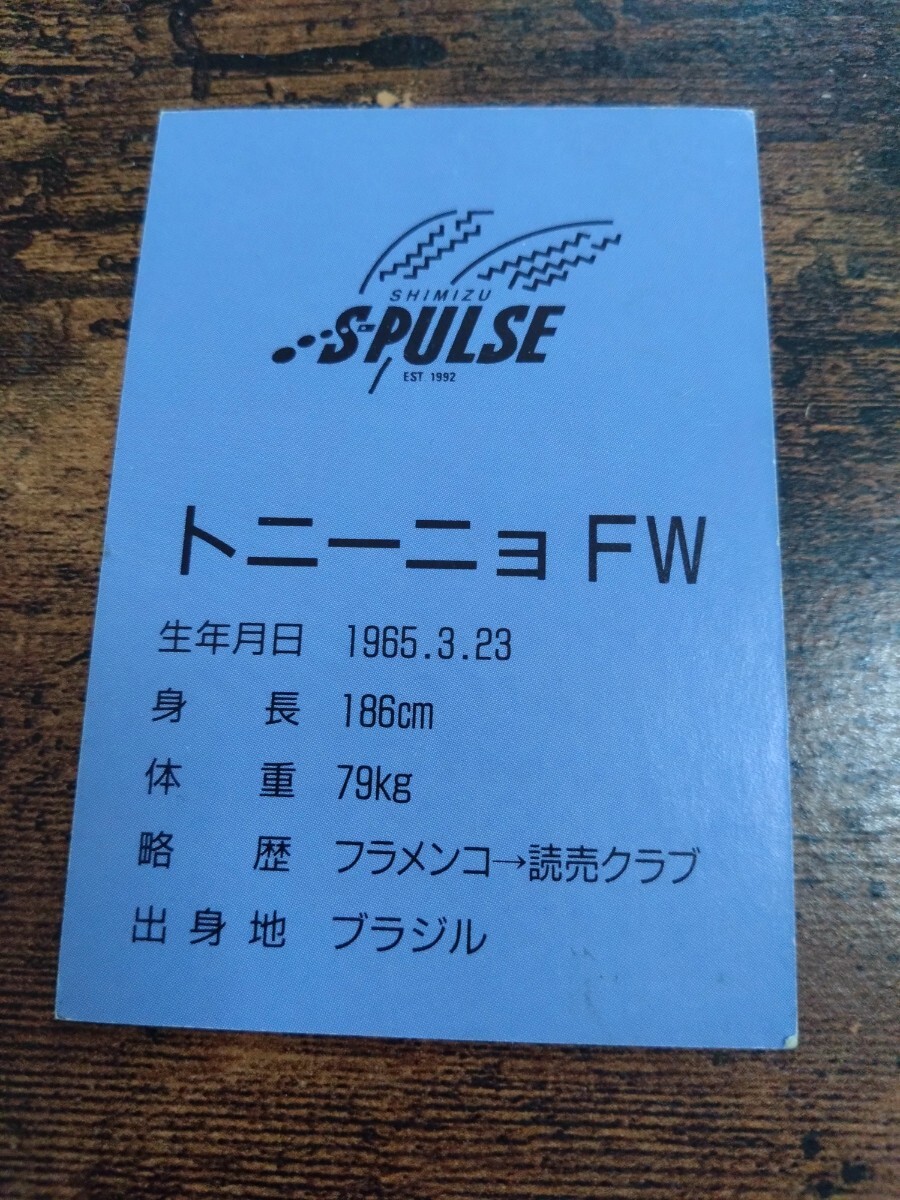 SHIMIZU
S-PULSE
EST 1992
トニーニョ FW
生年月日 1965.3.23
身長 186cm
体重 79kg
略歴 フラメンコ→読売クラブ
出身地 ブラジル